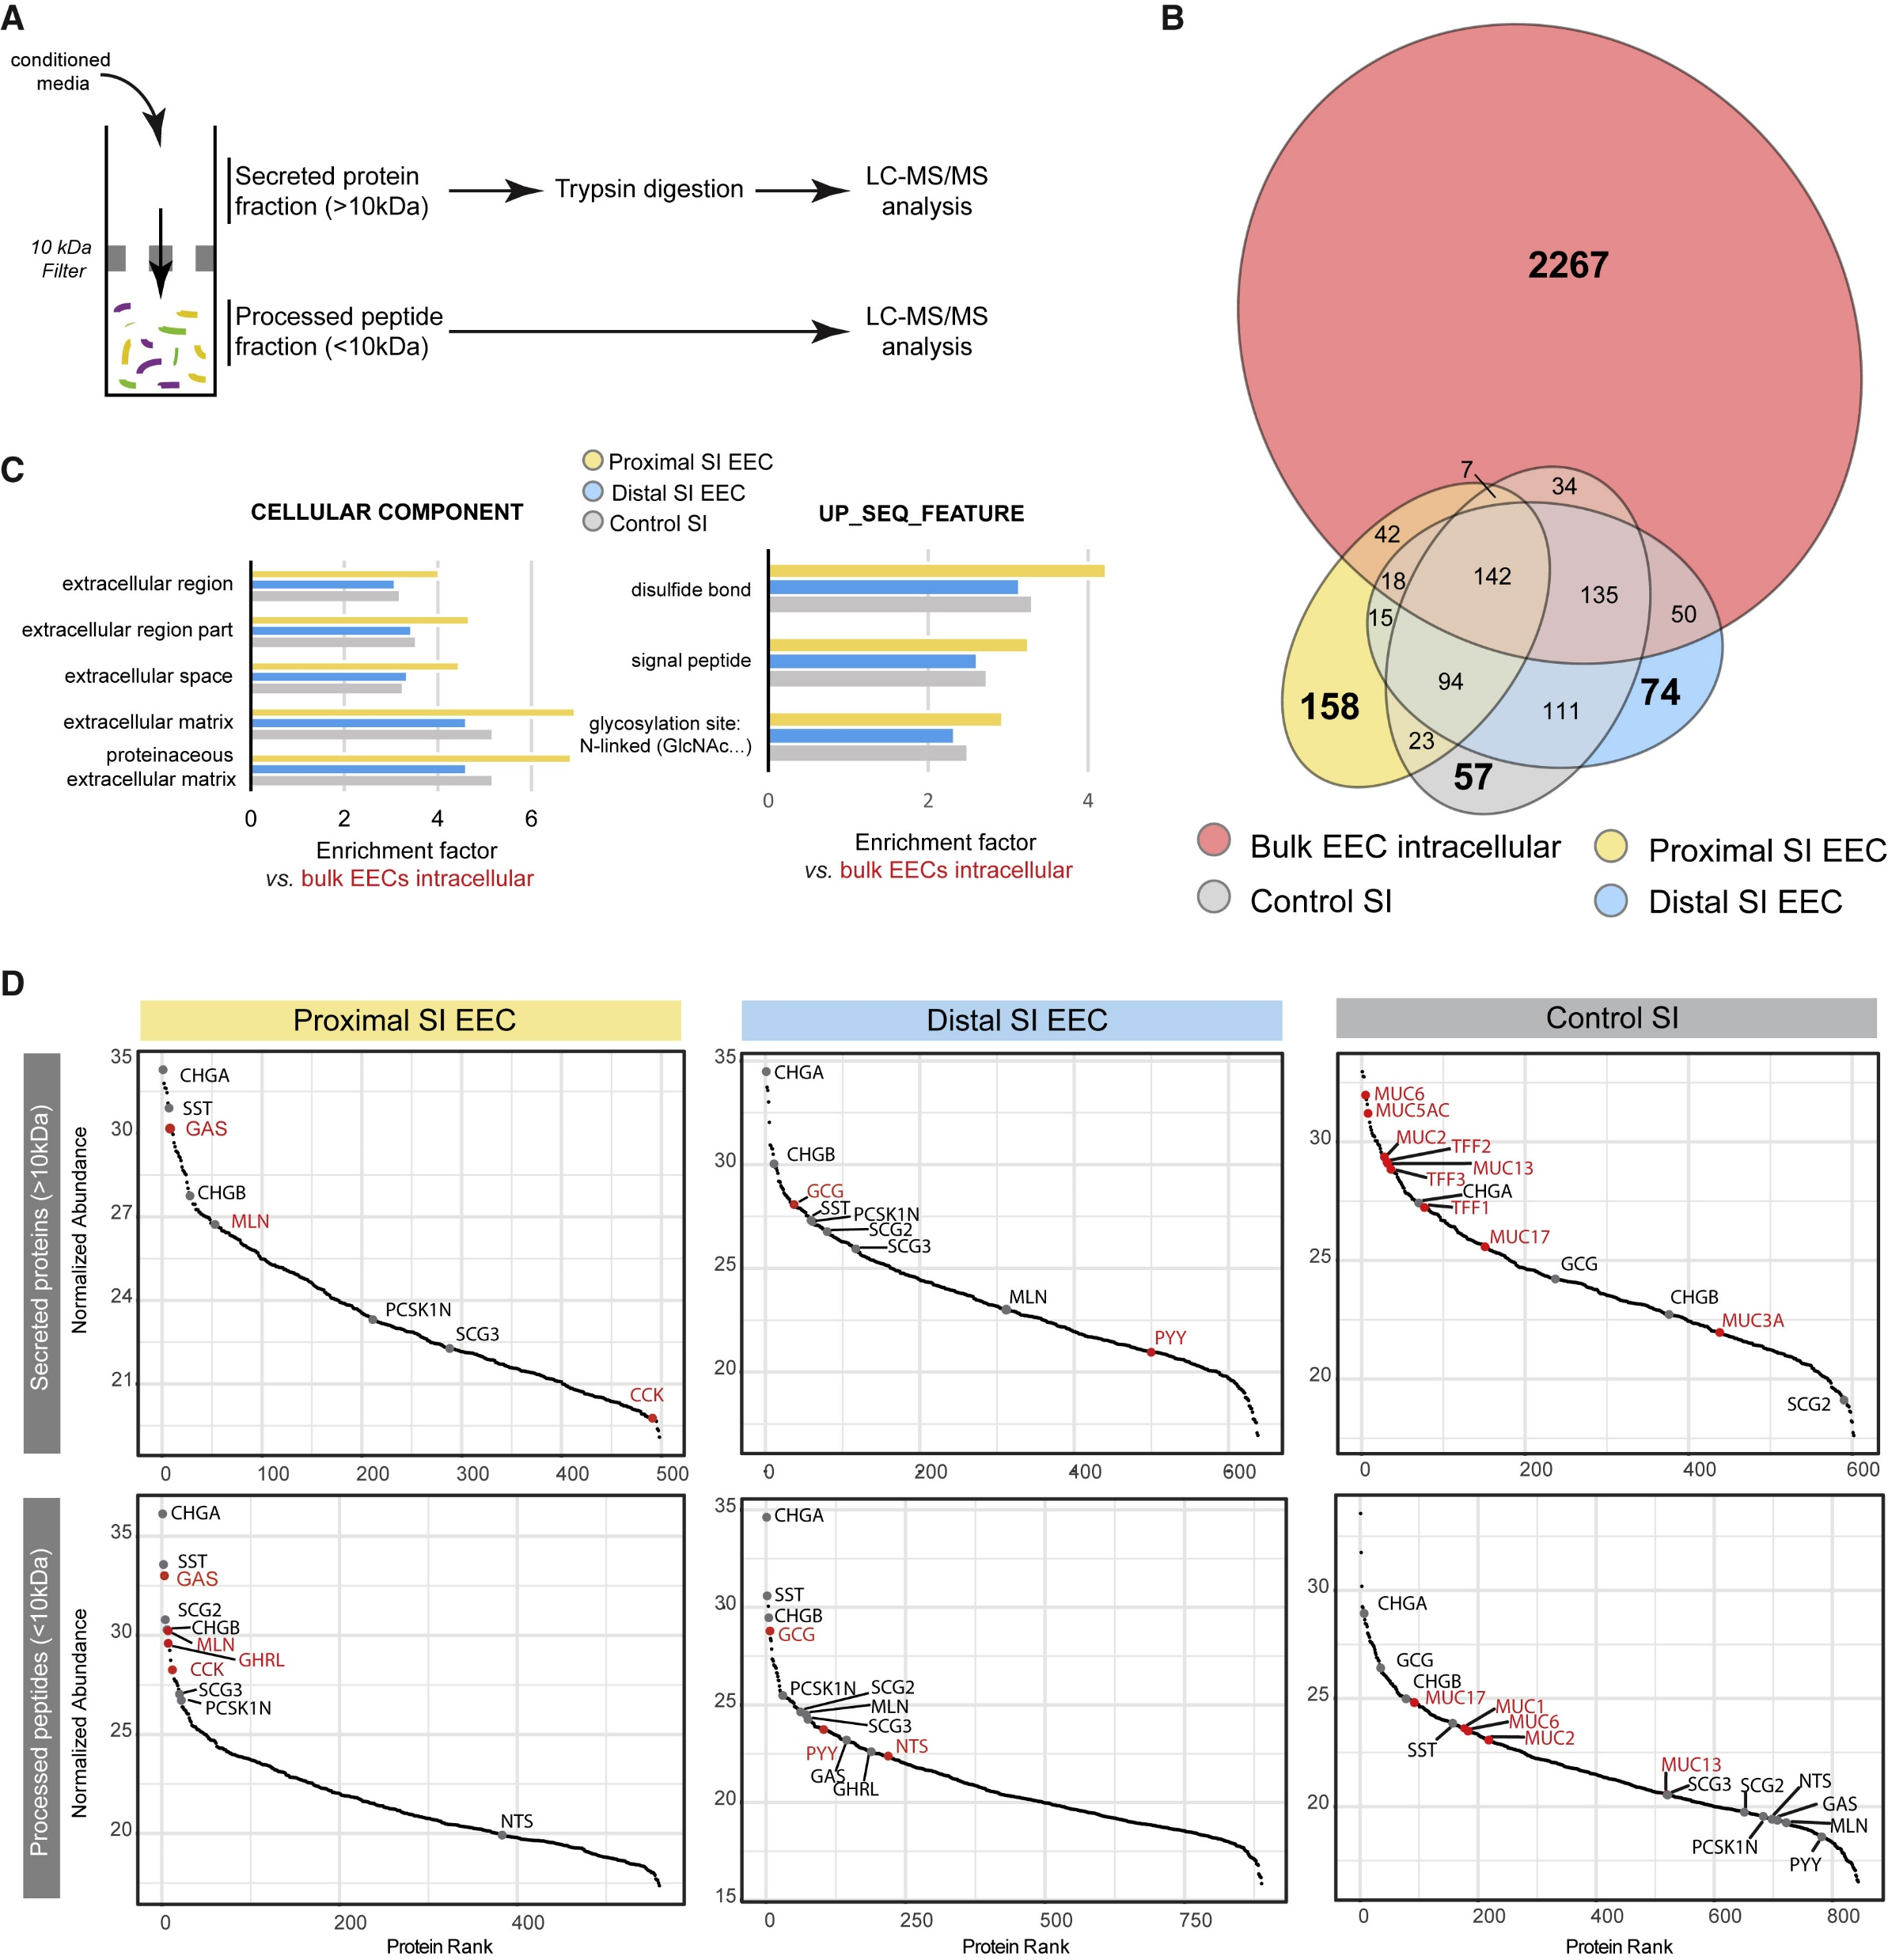 A
conditioned
media
10 kDa
Filter
Secreted protein
fraction (>10kDa)
Trypsin digestion
LC-MS/MS
analysis
Processed peptide
fraction (<10kDa)
LC-MS/MS
analysis
B
2267
7
34
42
18
142
135
50
15
94
111
74
158
23
57
Bulk EEC intracellular
Proximal SI EEC
Control SI
Distal SI EEC
C
Proximal SI EEC
Distal SI EEC
Control SI
CELLULAR COMPONENT
extracellular region
extracellular region part
extracellular space
extracellular matrix
proteinaceous
extracellular matrix
0 2 4 6
Enrichment factor
vs. bulk EECs intracellular
UP_SEQ_FEATURE
disulfide bond
signal peptide
glycosylation site:
N-linked (GlcNAc...)
0 2 4
Enrichment factor
vs. bulk EECs intracellular
D
Proximal SI EEC
Distal SI EEC
Control SI
Secreted proteins (>10kDa)
Normalized Abundance
35
30
27
24
21
CHGA
SST
GAS
CHGB
MLN
PCSK1N
SCG3
CCK
0 100 200 300 400 500
35
30
25
20
CHGA
CHGB
GCG
SST
PCSK1N
SCG2
SCG3
MLN
PYY
0 200 400 600
30
25
20
MUC6
MUC5AC
MUC2
TFF2
MUC13
TFF3
CHGA
TFF1
MUC17
GCG
CHGB
MUC3A
SCG2
0 200 400 600
Processed peptides (<10kDa)
Normalized Abundance
35
30
25
20
CHGA
SST
GAS
SCG2
CHGB
MLN
GHRL
CCK
SCG3
PCSK1N
NTS
0 200 400
Protein Rank
35
30
25
20
15
CHGA
SST
CHGB
GCG
PCSK1N
SCG2
MLN
SCG3
PYY
NTS
GAS
GHRL
0 250 500 750
Protein Rank
30
25
20
CHGA
GCG
CHGB
MUC17
MUC1
MUC6
MUC2
SST
MUC13
SCG3
SCG2
NTS
GAS
MLN
PCSK1N
PYY
0 200 400 600 800
Protein Rank